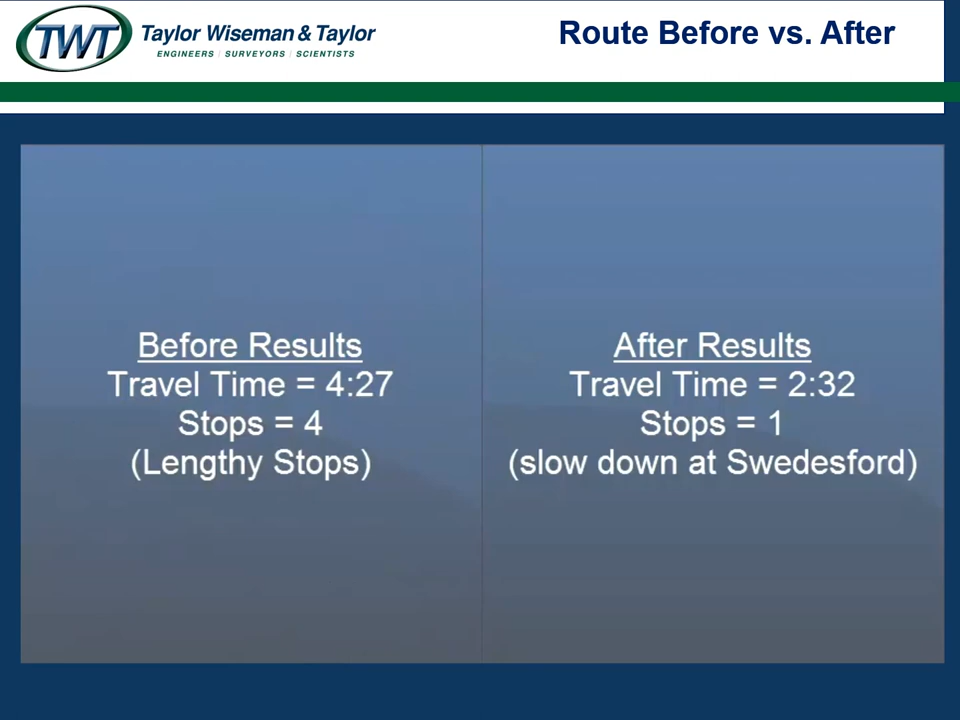 TWT
Taylor Wiseman & Taylor
ENGINEERS | SURVEYORS | SCIENTISTS
Route Before vs. After
Before Results
Travel Time = 4:27
Stops = 4
(Lengthy Stops)
After Results
Travel Time = 2:32
Stops = 1
(slow down at Swedesford)